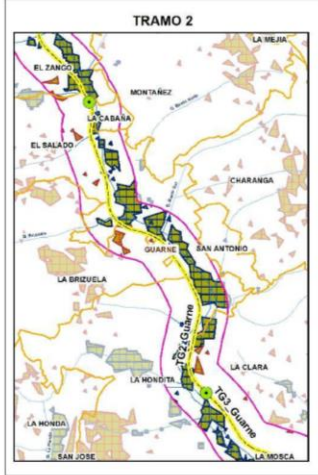 TRAMO 2
LA MEJIA
EL ZANGO
MONTAÑEZ
LA CABAÑA
EL SALADO
CHARANGA
GUARNE
SAN ANTONIO
LA BRIZUELA
TG2_Guarne
LA CLARA
LA HONDITA
TG3_Guarne
LA HONDA
SAN JOSE
LA MOSCA